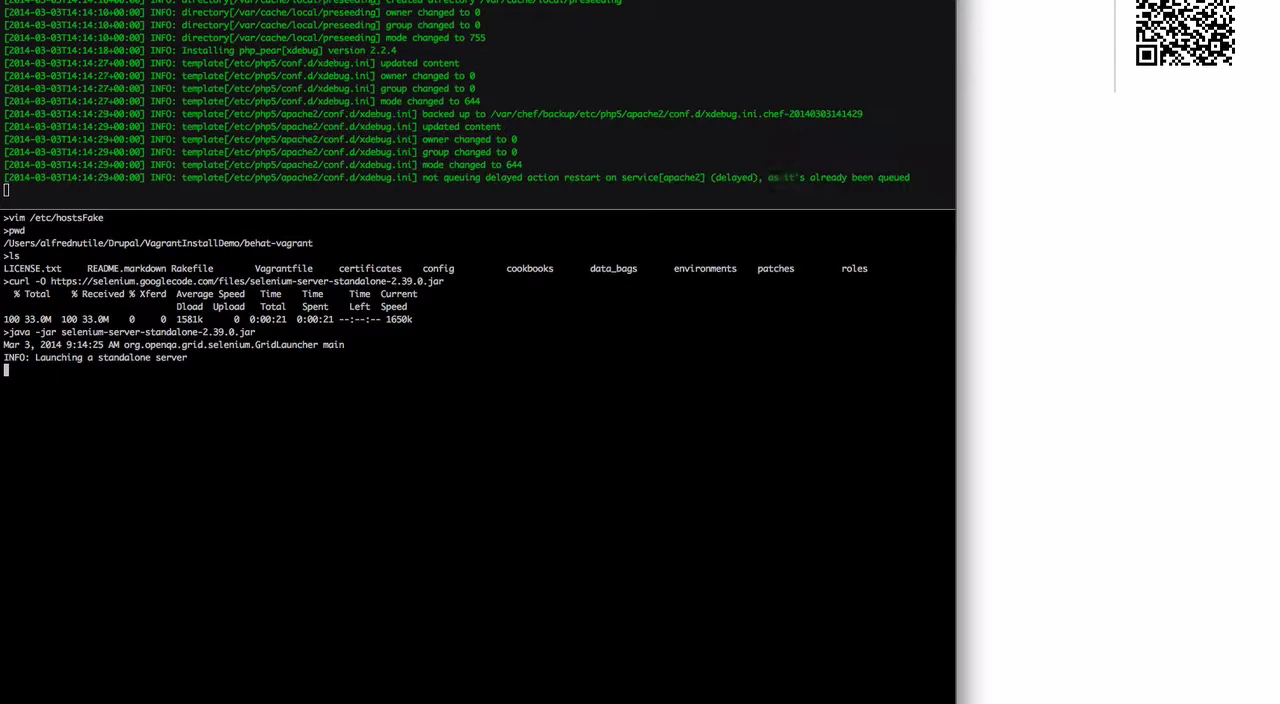 [2014-03-03T14:14:10+00:00] INFO: directory[/var/cache/local/preseeding] created directory /var/cache/local/preseeding
[2014-03-03T14:14:10+00:00] INFO: directory[/var/cache/local/preseeding] owner changed to 0
[2014-03-03T14:14:10+00:00] INFO: directory[/var/cache/local/preseeding] group changed to 0
[2014-03-03T14:14:10+00:00] INFO: directory[/var/cache/local/preseeding] mode changed to 755
[2014-03-03T14:14:18+00:00] INFO: Installing php_pear[xdebug] version 2.2.4
[2014-03-03T14:14:27+00:00] INFO: template[/etc/php5/conf.d/xdebug.ini] updated content
[2014-03-03T14:14:27+00:00] INFO: template[/etc/php5/conf.d/xdebug.ini] owner changed to 0
[2014-03-03T14:14:27+00:00] INFO: template[/etc/php5/conf.d/xdebug.ini] group changed to 0
[2014-03-03T14:14:27+00:00] INFO: template[/etc/php5/conf.d/xdebug.ini] mode changed to 644
[2014-03-03T14:14:29+00:00] INFO: template[/etc/php5/apache2/conf.d/xdebug.ini] backed up to /var/chef/backup/etc/php5/apache2/conf.d/xdebug.ini.chef-20140303141429
[2014-03-03T14:14:29+00:00] INFO: template[/etc/php5/apache2/conf.d/xdebug.ini] updated content
[2014-03-03T14:14:29+00:00] INFO: template[/etc/php5/apache2/conf.d/xdebug.ini] owner changed to 0
[2014-03-03T14:14:29+00:00] INFO: template[/etc/php5/apache2/conf.d/xdebug.ini] group changed to 0
[2014-03-03T14:14:29+00:00] INFO: template[/etc/php5/apache2/conf.d/xdebug.ini] mode changed to 644
[2014-03-03T14:14:29+00:00] INFO: template[/etc/php5/apache2/conf.d/xdebug.ini] not queuing delayed action restart on service[apache2] (delayed), as it's already been queued
>vim /etc/hostsFake
>pwd
/Users/alfrednutile/Drupal/VagrantInstallDemo/behat-vagrant
>ls
LICENSE.txt README.markdown Rakefile Vagrantfile certificates config cookbooks data_bags environments patches roles
>curl -O https://selenium.googlecode.com/files/selenium-server-standalone-2.39.0.jar
% Total % Received % Xferd Average Speed Time Time Time Current
Dload Upload Total Spent Left Speed
100 33.0M 100 33.0M 0 0 1581k 0 0:00:21 0:00:21 --:--:-- 1650k
>java -jar selenium-server-standalone-2.39.0.jar
Mar 3, 2014 9:14:25 AM org.openqa.grid.selenium.GridLauncher main
INFO: Launching a standalone server